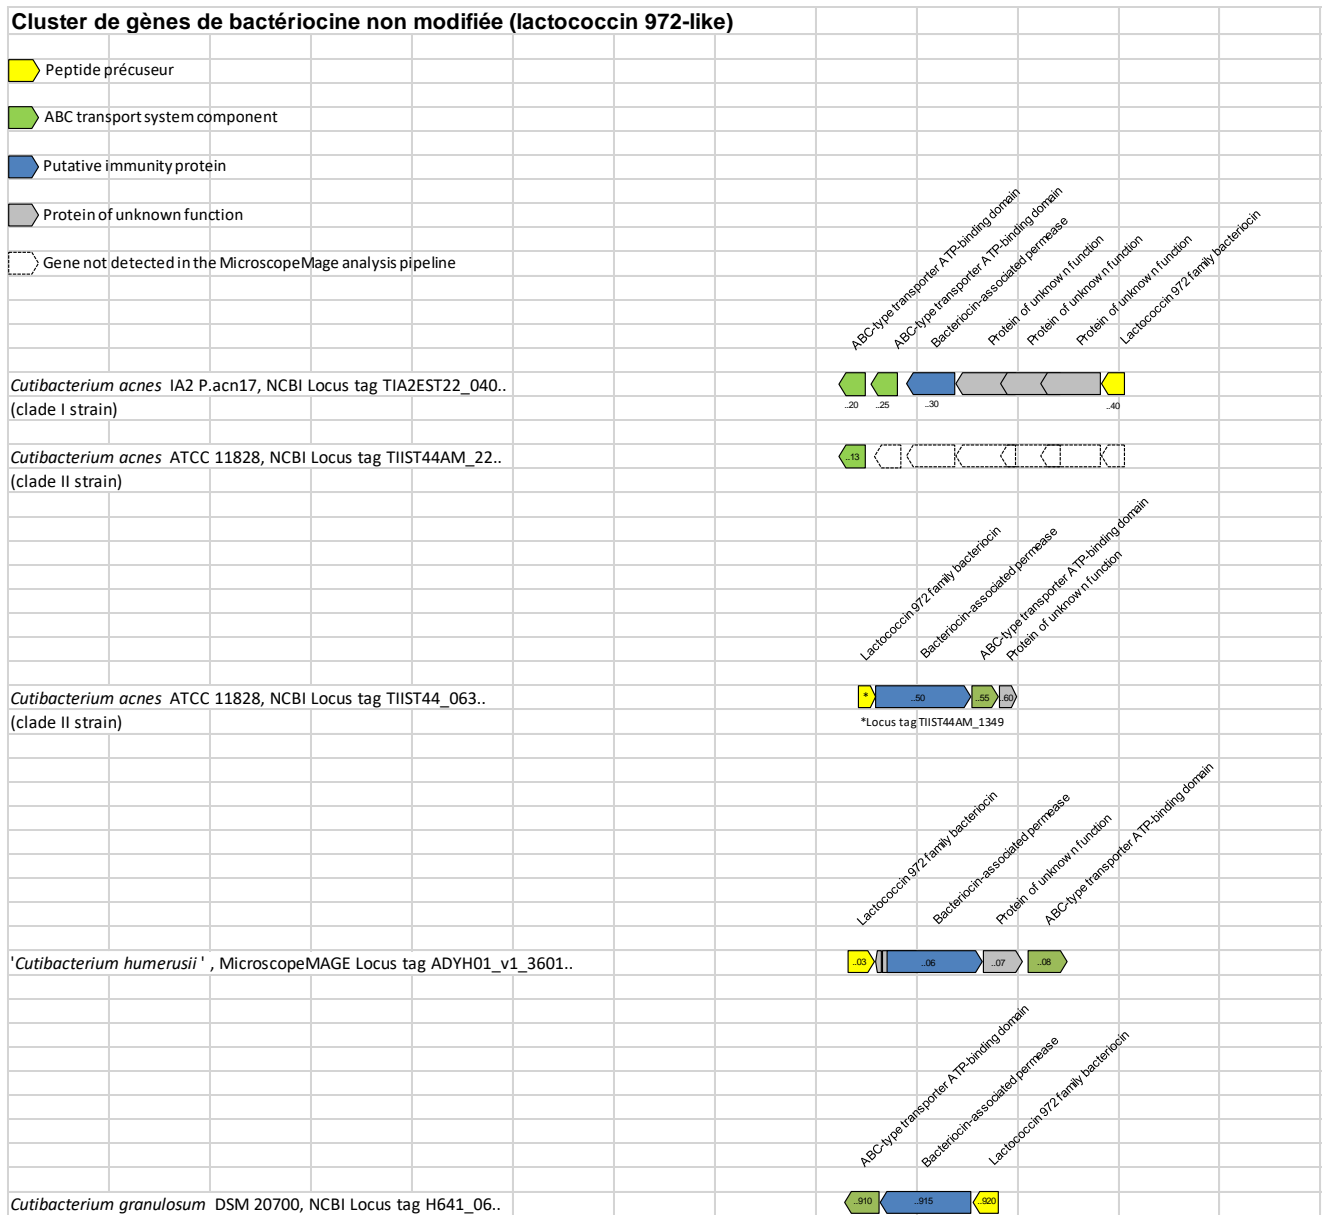 Cluster de gènes de bactériocine non modifiée (lactococcin 972-like)
Peptide précuseur
ABC transport system component
Putative immunity protein
Protein of unknown function
Gene not detected in the MicroscopeMage analysis pipeline
ABC-type transporter ATP-binding domain
ABC-type transporter ATP-binding domain
Bacteriocin-associated permease
Protein of unknown function
Protein of unknown function
Protein of unknown function
Lactococcin 972 family bacteriocin
Cutibacterium acnes IA2 P.acn17, NCBI Locus tag TIA2EST22_040..
(clade I strain)
..20
..25
..30
..40
Cutibacterium acnes ATCC 11828, NCBI Locus tag TIIST44AM_22..
(clade II strain)
..13
Lactococcin 972 family bacteriocin
Bacteriocin-associated permease
ABC-type transporter ATP-binding domain
Protein of unknown function
Cutibacterium acnes ATCC 11828, NCBI Locus tag TIIST44_063..
(clade II strain)
*
..50
..55
..60
*Locus tag TIIST44AM_1349
Lactococcin 972 family bacteriocin
Bacteriocin-associated permease
Protein of unknown function
ABC-type transporter ATP-binding domain
'Cutibacterium humerusii ' , MicroscopeMAGE Locus tag ADYH01_v1_3601..
..03
..06
..07
..08
ABC-type transporter ATP-binding domain
Bacteriocin-associated permease
Lactococcin 972 family bacteriocin
Cutibacterium granulosum DSM 20700, NCBI Locus tag H641_06..
..910
..915
..920